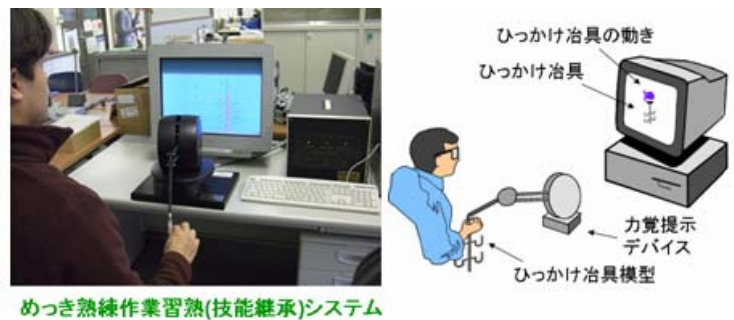 ひっかけ冶具の動き
ひっかけ冶具
力覚提示
デバイス
ひっかけ冶具模型
めっき熟練作業習熟(技能継承)システム